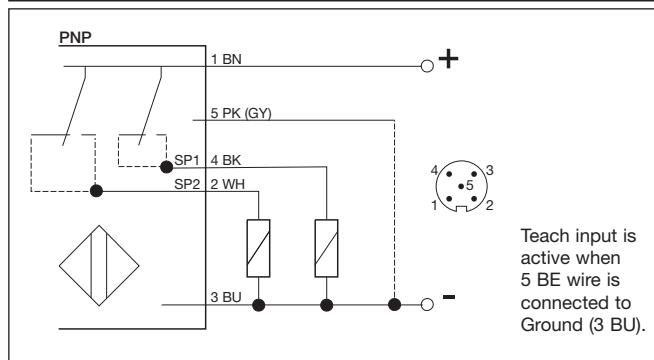 PNP
1 BN
+
5 PK (GY)
SP1 4 BK
SP2 2 WH
4 3
5
1 2
Teach input is
active when
5 BE wire is
connected to
Ground (3 BU).
3 BU
-